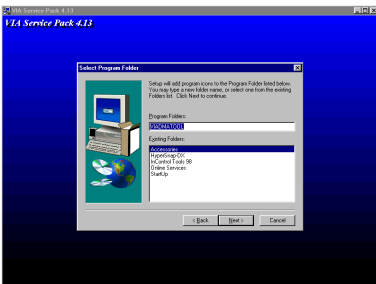 VIA Service Pack 4.13
VIA Service Pack 4.13
Select Program Folder
Setup will add program icons to the Program Folder listed below.
You may type a new folder name, or select one from the existing
Folders list. Click Next to continue.
Program Folders:
VIADMATOOL
Existing Folders:
Accessories
HyperSnap-DX
InControl Tools 98
Online Services
StartUp
< Back
Next >
Cancel